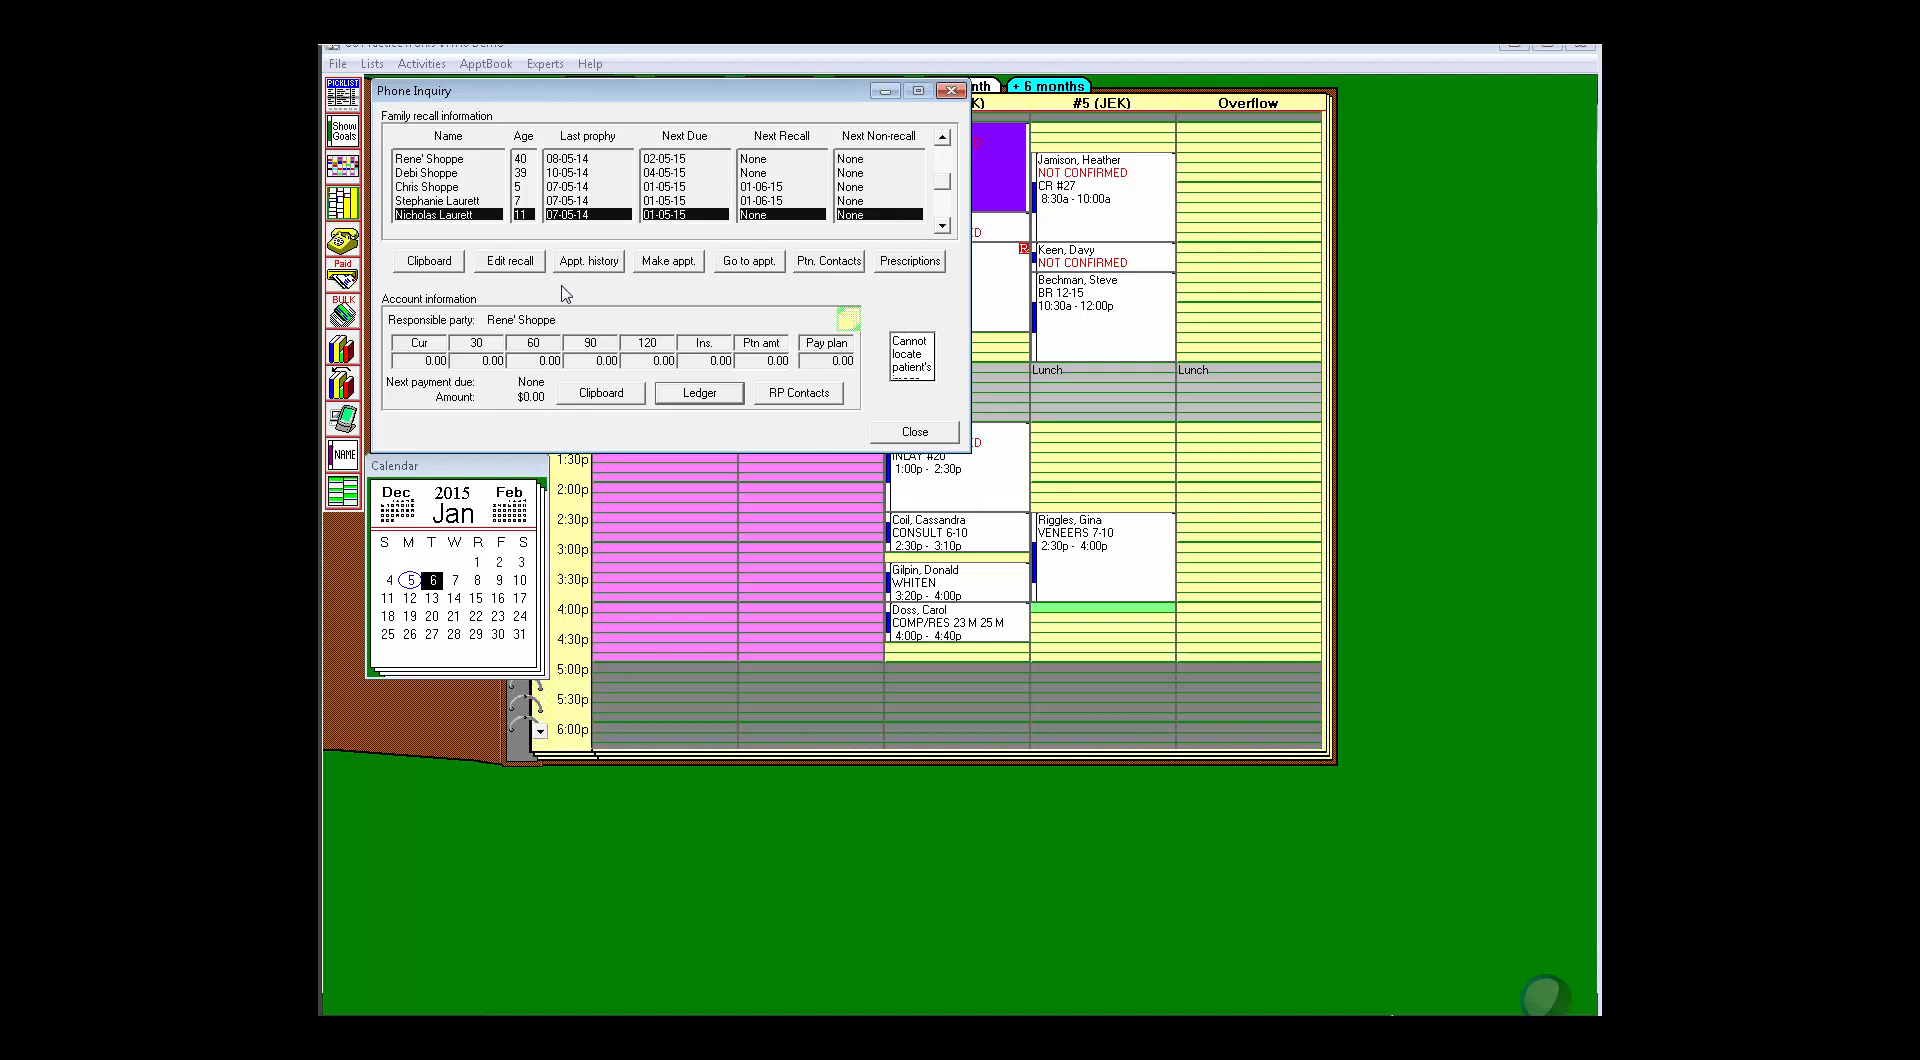 File Lists Activities ApptBook Experts Help
PICKLIST
Show
Goals
Paid
BULK
NAME
Phone Inquiry
Family recall information
Name Age Last prophy Next Due Next Recall Next Non-recall
Rene' Shoppe 40 08-05-14 02-05-15 None None
Debi Shoppe 39 10-05-14 04-05-15 None None
Chris Shoppe 5 07-05-14 01-05-15 01-06-15 None
Stephanie Laurett 7 07-05-14 01-05-15 01-06-15 None
Nicholas Laurett 11 07-05-14 01-05-15 None None
Clipboard Edit recall Appt. history Make appt. Go to appt. Ptn. Contacts Prescriptions
Account information
Responsible party: Rene' Shoppe
Cur 30 60 90 120 Ins. Ptn amt Pay plan
0.00 0.00 0.00 0.00 0.00 0.00 0.00 0.00
Next payment due: None
Amount: $0.00
Clipboard Ledger RP Contacts
Cannot
locate
patient's
Close
nth + 6 months
K) #5 (JEK) Overflow
Jamison, Heather
NOT CONFIRMED
CR #27
8:30a - 10:00a
ED
R
Keen, Davy
NOT CONFIRMED
Bechman, Steve
BR 12-15
10:30a - 12:00p
Lunch Lunch
ED
INLAY #20
1:00p - 2:30p
Coil, Cassandra
CONSULT 6-10
2:30p - 3:10p
Riggles, Gina
VENEERS 7-10
2:30p - 4:00p
Gilpin, Donald
WHITEN
3:20p - 4:00p
Doss, Carol
COMP/RES 23 M 25 M
4:00p - 4:40p
1:30p
2:00p
2:30p
3:00p
3:30p
4:00p
4:30p
5:00p
5:30p
6:00p
Calendar
Dec 2015 Feb
Jan
S M T W R F S
1 2 3
4 5 6 7 8 9 10
11 12 13 14 15 16 17
18 19 20 21 22 23 24
25 26 27 28 29 30 31